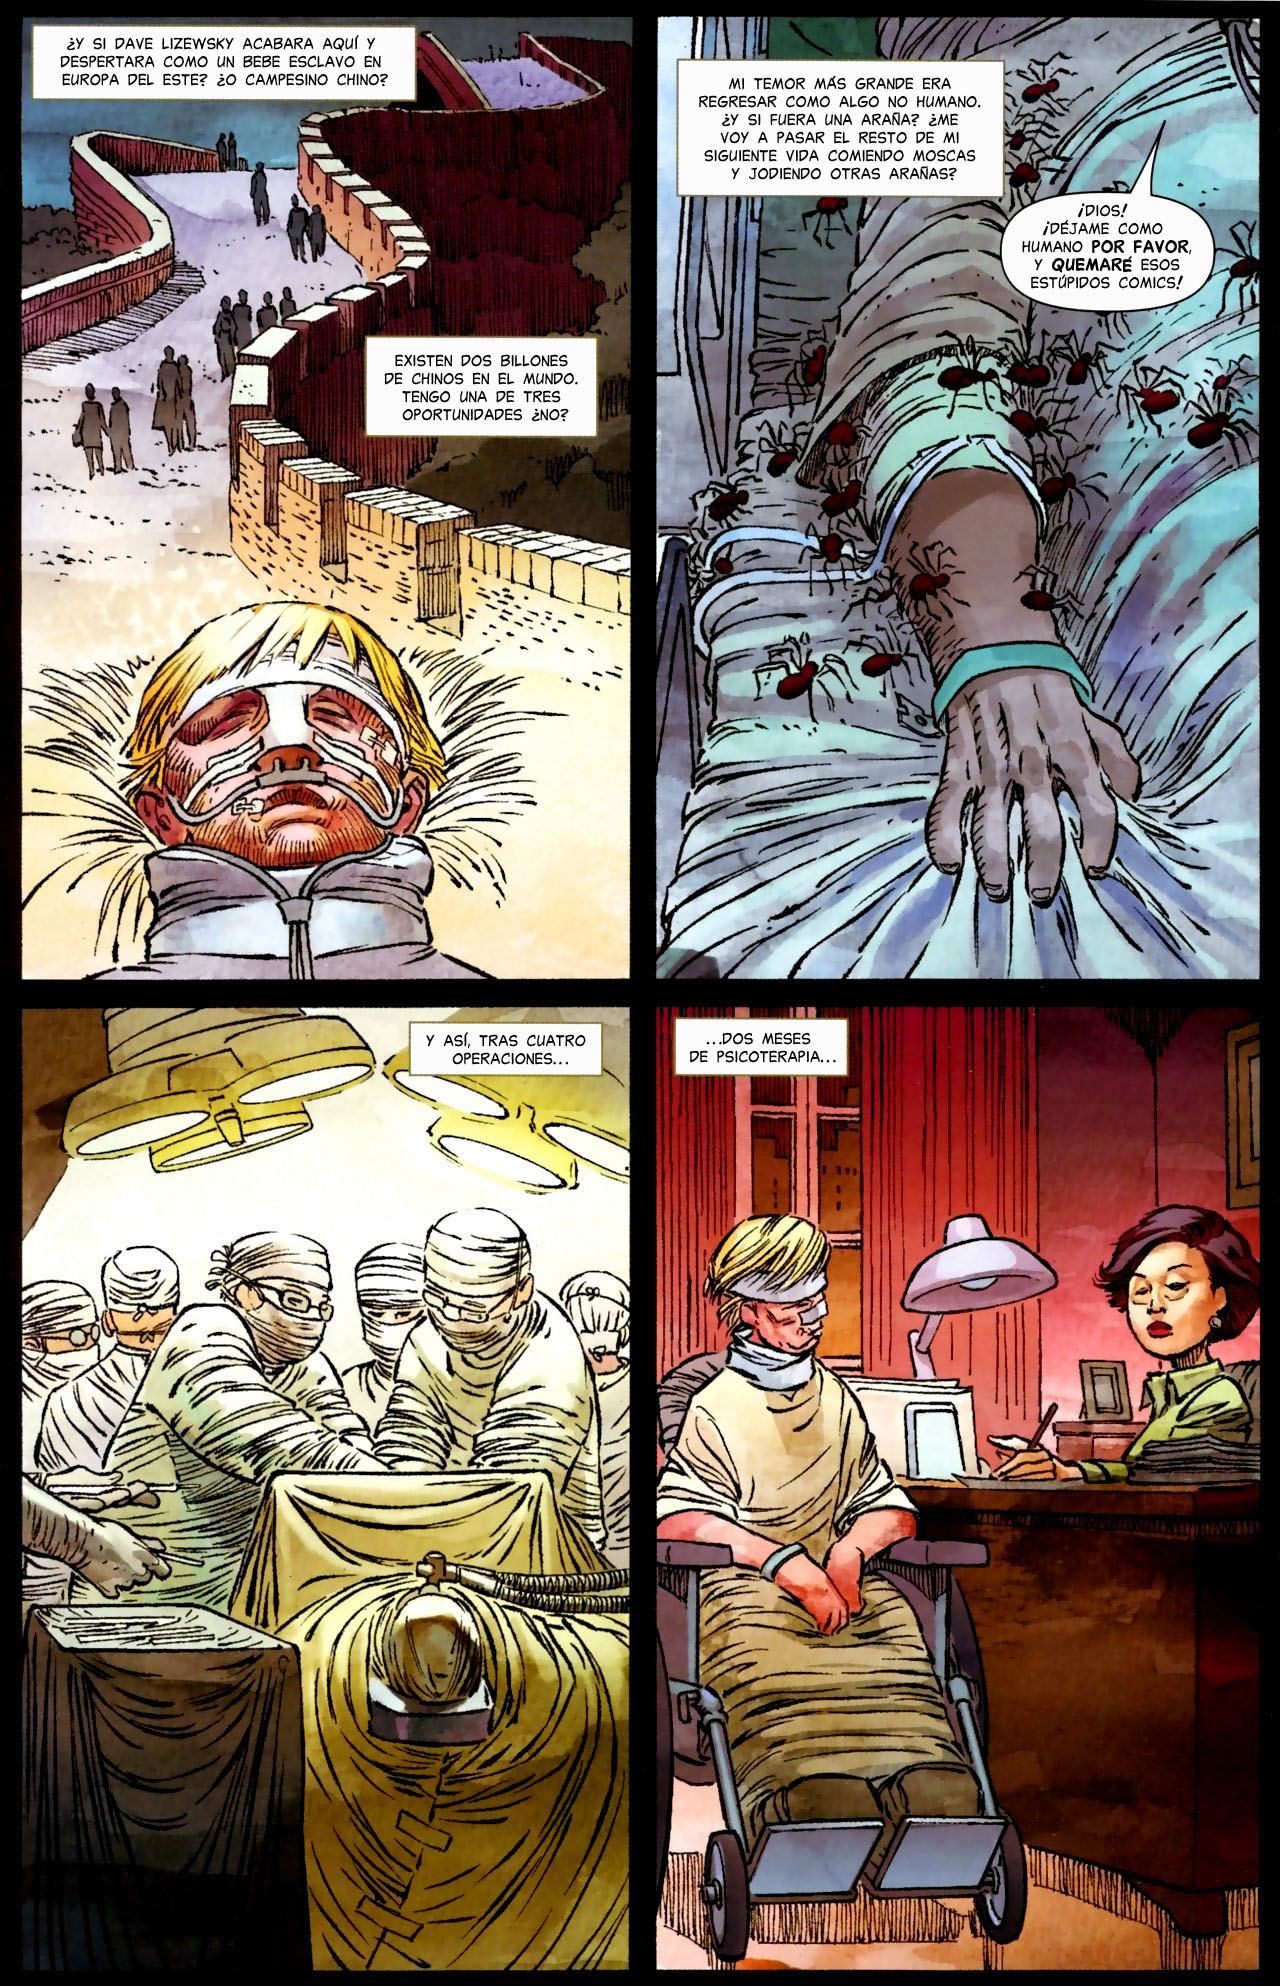 ¿Y SI DAVE LIZEWSKY ACABARA AQUÍ Y
DESPERTARA COMO UN BEBE ESCLAVO EN
EUROPA DEL ESTE? ¿O CAMPESINO CHINO?
EXISTEN DOS BILLONES
DE CHINOS EN EL MUNDO.
TENGO UNA DE TRES
OPORTUNIDADES ¿NO?
MI TEMOR MÁS GRANDE ERA
REGRESAR COMO ALGO NO HUMANO.
¿Y SI FUERA UNA ARAÑA? ¿ME
VOY A PASAR EL RESTO DE MI
SIGUIENTE VIDA COMIENDO MOSCAS
Y JODIENDO OTRAS ARAÑAS?
¡DIOS!
¡DÉJAME COMO
HUMANO POR FAVOR,
Y QUEMARÉ ESOS
ESTÚPIDOS COMICS!
Y ASÍ, TRAS CUATRO
OPERACIONES...
...DOS MESES
DE PSICOTERAPIA...